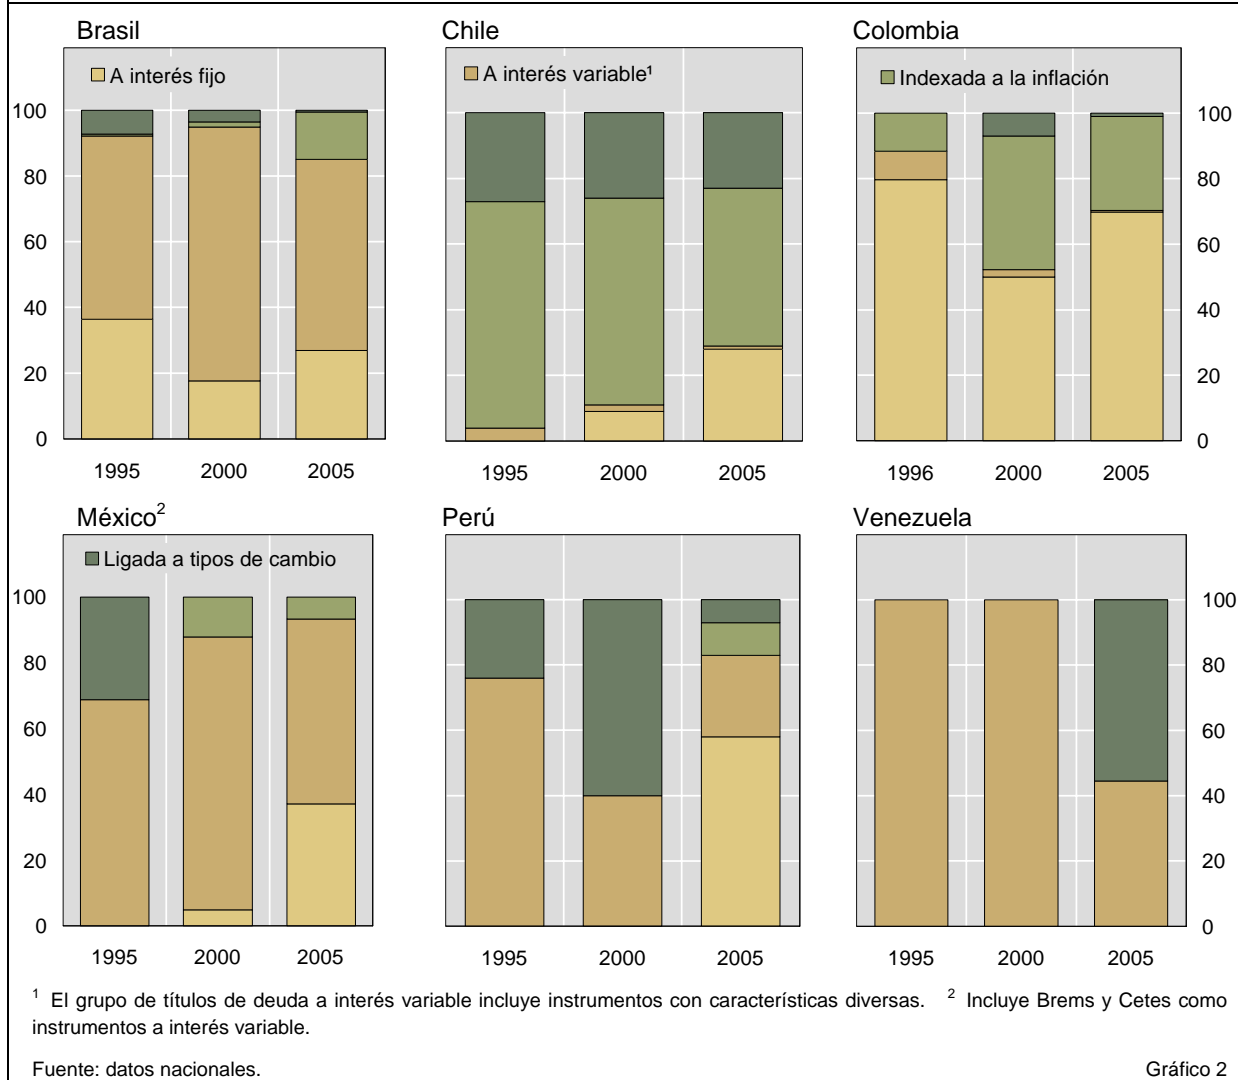 Brasil
Chile
Colombia
A interés fijo
A interés variable¹
Indexada a la inflación
100
80
60
40
20
0
100
80
60
40
20
0
1995 2000 2005
1995 2000 2005
1996 2000 2005
México²
Perú
Venezuela
Ligada a tipos de cambio
100
80
60
40
20
0
100
80
60
40
20
0
1995 2000 2005
1995 2000 2005
1995 2000 2005
¹ El grupo de títulos de deuda a interés variable incluye instrumentos con características diversas. ² Incluye Brems y Cetes como
instrumentos a interés variable.
Fuente: datos nacionales. Gráfico 2